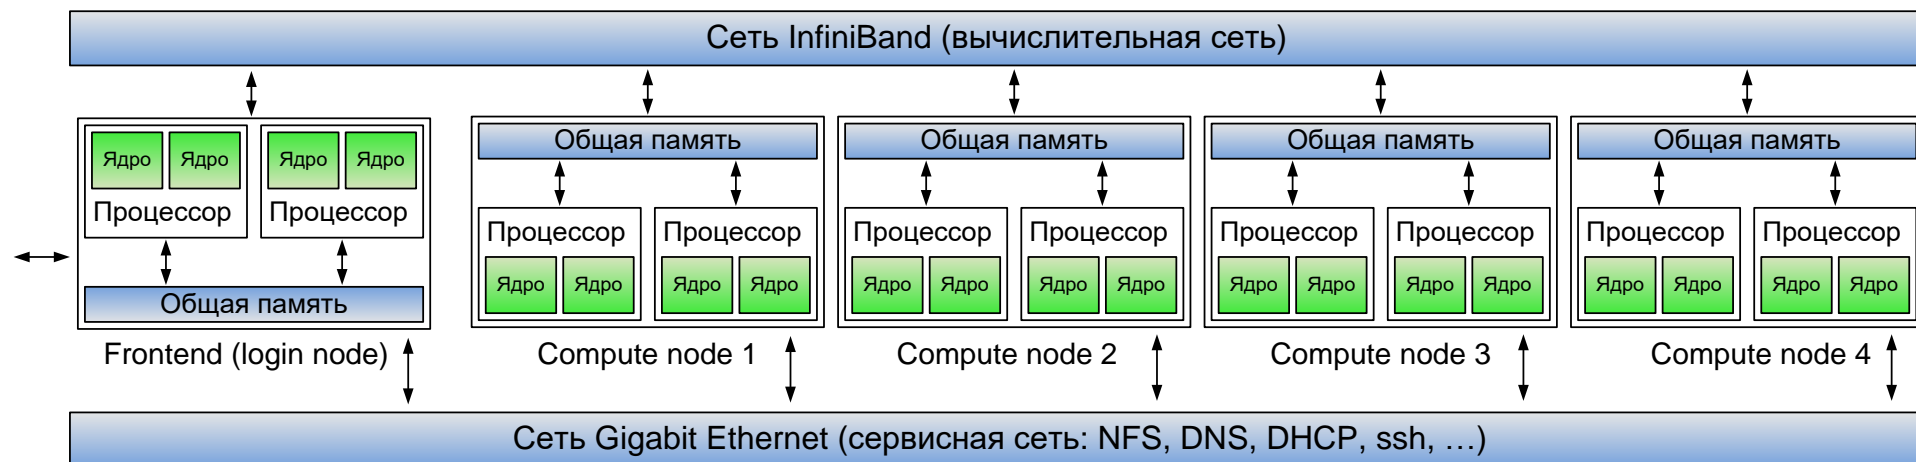 Сеть InfiniBand (вычислительная сеть)
Ядро Ядро Ядро Ядро
Процессор Процессор
Общая память
Frontend (login node)
Общая память
Процессор Процессор
Ядро Ядро Ядро Ядро
Compute node 1
Общая память
Процессор Процессор
Ядро Ядро Ядро Ядро
Compute node 2
Общая память
Процессор Процессор
Ядро Ядро Ядро Ядро
Compute node 3
Общая память
Процессор Процессор
Ядро Ядро Ядро Ядро
Compute node 4
Сеть Gigabit Ethernet (сервисная сеть: NFS, DNS, DHCP, ssh, …)